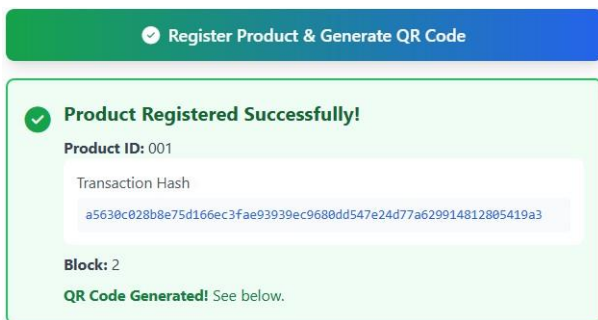 Register Product & Generate QR Code
Product Registered Successfully!
Product ID: 001
Transaction Hash
a5630c028b8e75d166ec3fae93939ec9680dd547e24d77a629914812805419a3
Block: 2
QR Code Generated! See below.